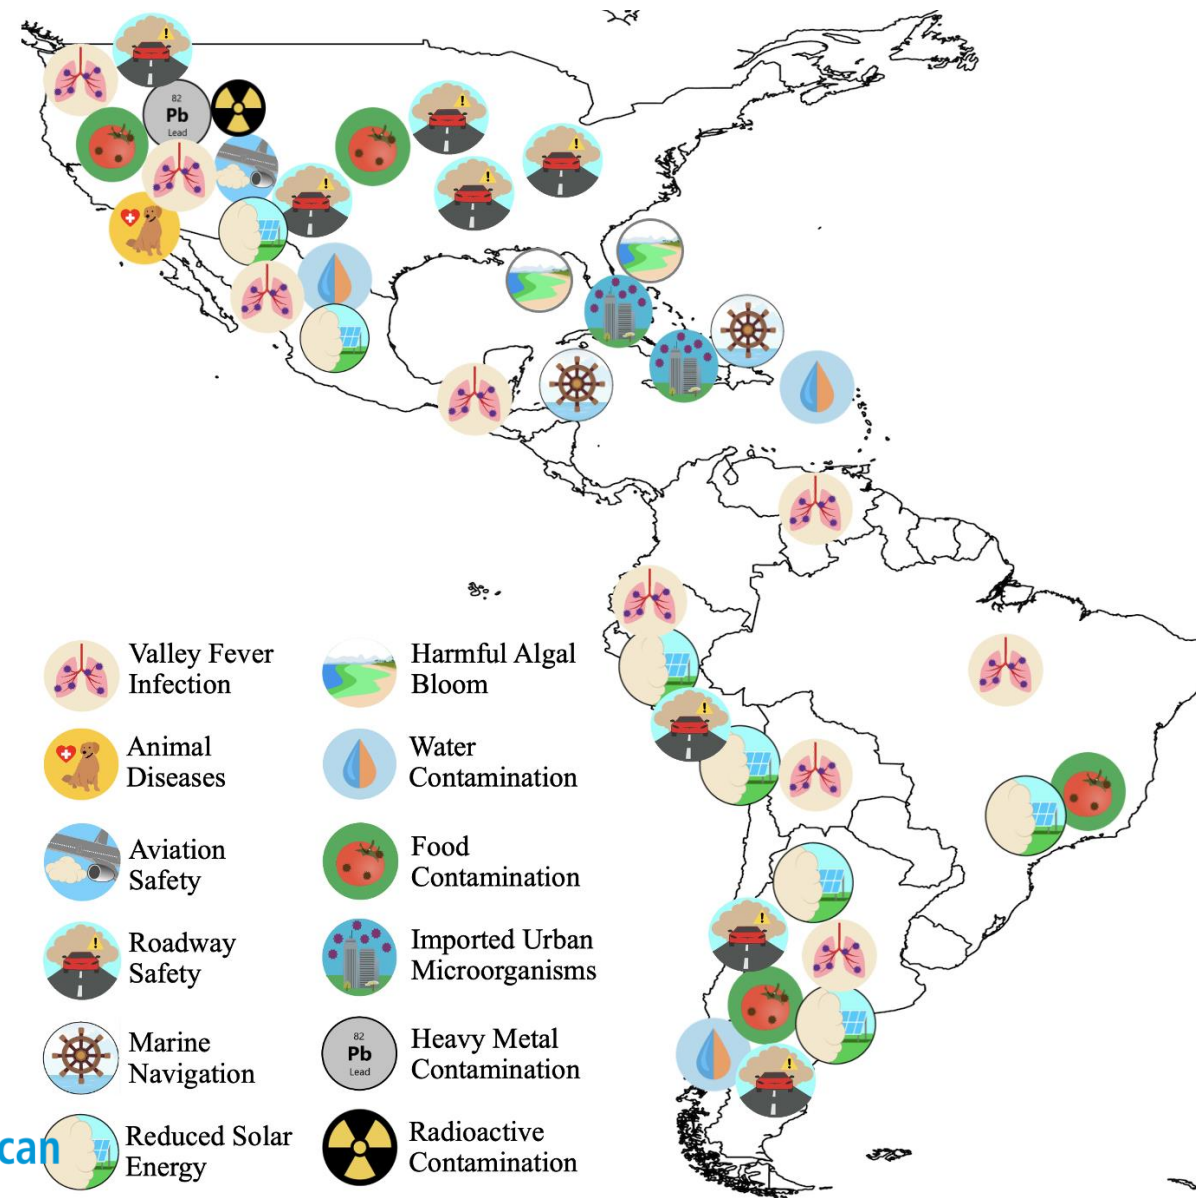 82
Pb
Lead
Valley Fever
Infection
Harmful Algal
Bloom
Animal
Diseases
Water
Contamination
Aviation
Safety
Food
Contamination
Roadway
Safety
Imported Urban
Microorganisms
Marine
Navigation
82
Pb
Lead
Heavy Metal
Contamination
can
Reduced Solar
Energy
Radioactive
Contamination